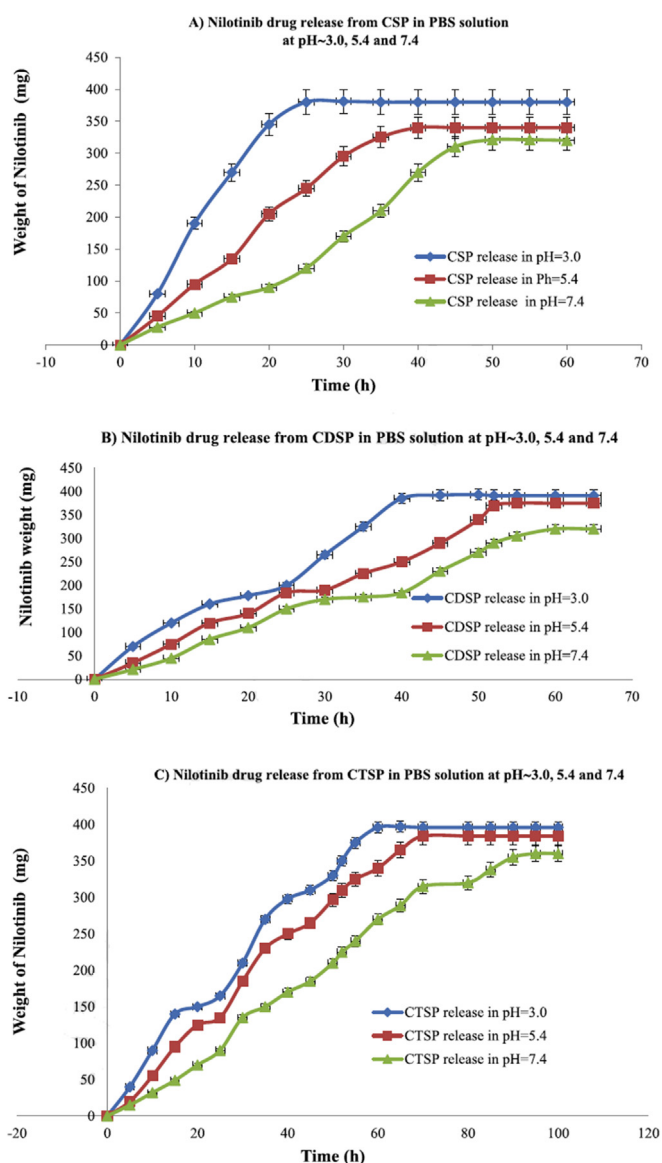 A) Nilotinib drug release from CSP in PBS solution
at pH~3.0, 5.4 and 7.4
Weight of Nilotinib (mg)
450
400
350
300
250
200
150
100
50
0
CSP release in pH=3.0
CSP release in Ph=5.4
CSP release in pH=7.4
-10 0 10 20 30 40 50 60 70
Time (h)
B) Nilotinib drug release from CDSP in PBS solution at pH~3.0, 5.4 and 7.4
Nilotinib weight (mg)
450
400
350
300
250
200
150
100
50
0
CDSP release in pH=3.0
CDSP release in pH=5.4
CDSP release in pH=7.4
-10 0 10 20 30 40 50 60 70
Time (h)
C) Nilotinib drug release from CTSP in PBS solution at pH~3.0, 5.4 and 7.4
Weight of Nilotinib (mg)
450
400
350
300
250
200
150
100
50
0
CTSP release in pH=3.0
CTSP release in pH=5.4
CTSP release in pH=7.4
-20 0 20 40 60 80 100 120
Time (h)